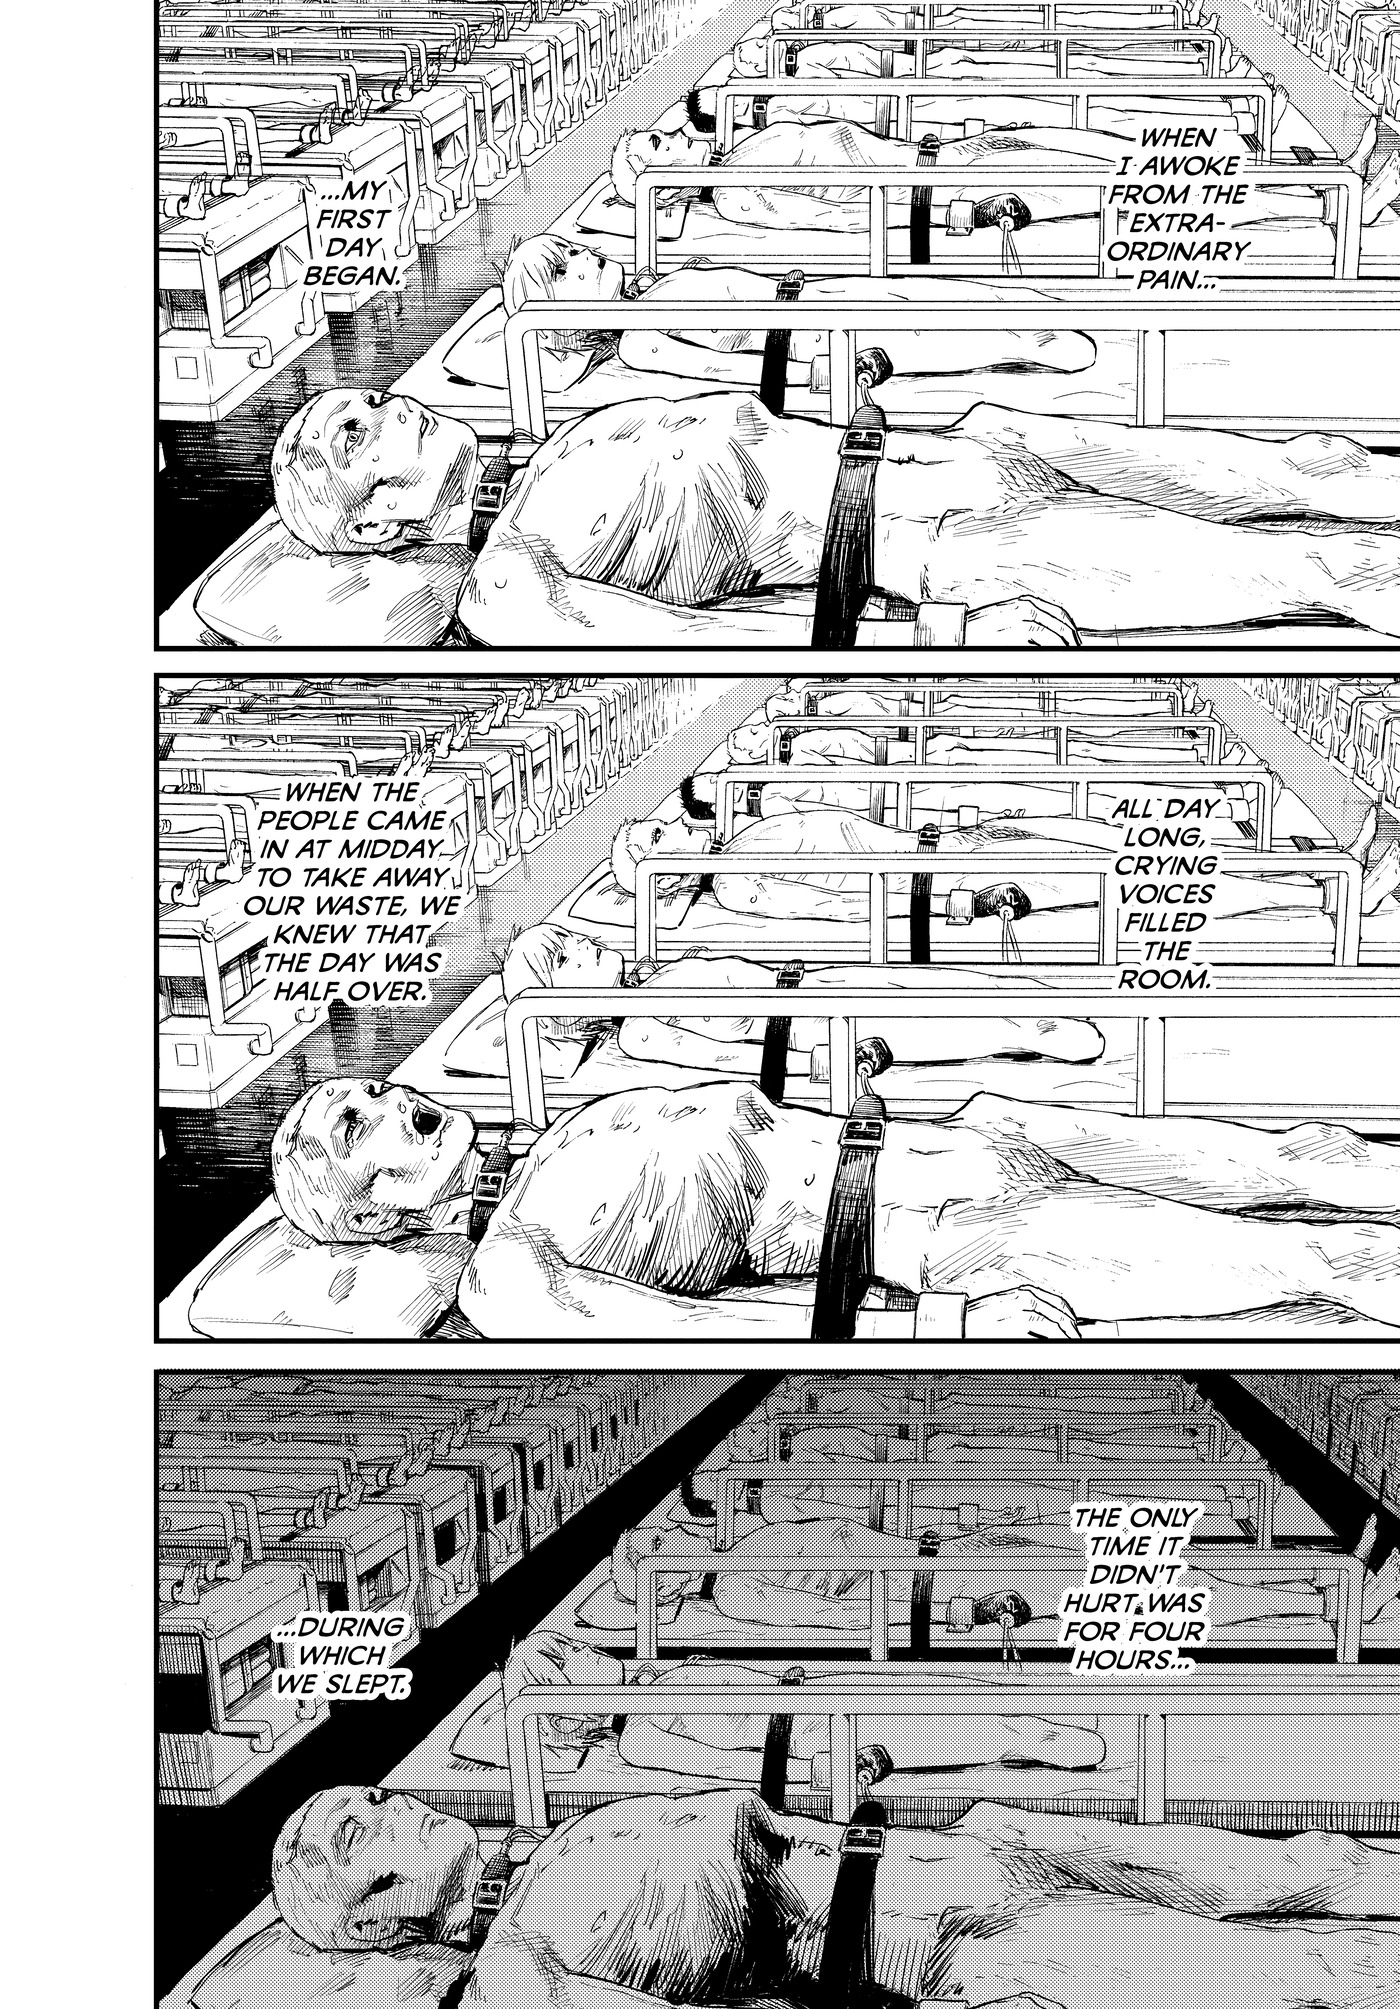 WHEN
I AWOKE
FROM THE
EXTRA-
ORDINARY
PAIN...
...MY
FIRST
DAY
BEGAN.
ALL DAY
LONG,
CRYING
VOICES
FILLED
THE
ROOM.
WHEN THE
PEOPLE CAME
IN AT MIDDAY
TO TAKE AWAY
OUR WASTE, WE
KNEW THAT
THE DAY WAS
HALF OVER.
THE ONLY
TIME IT
DIDN'T
HURT WAS
FOR FOUR
HOURS...
...DURING
WHICH
WE SLEPT.